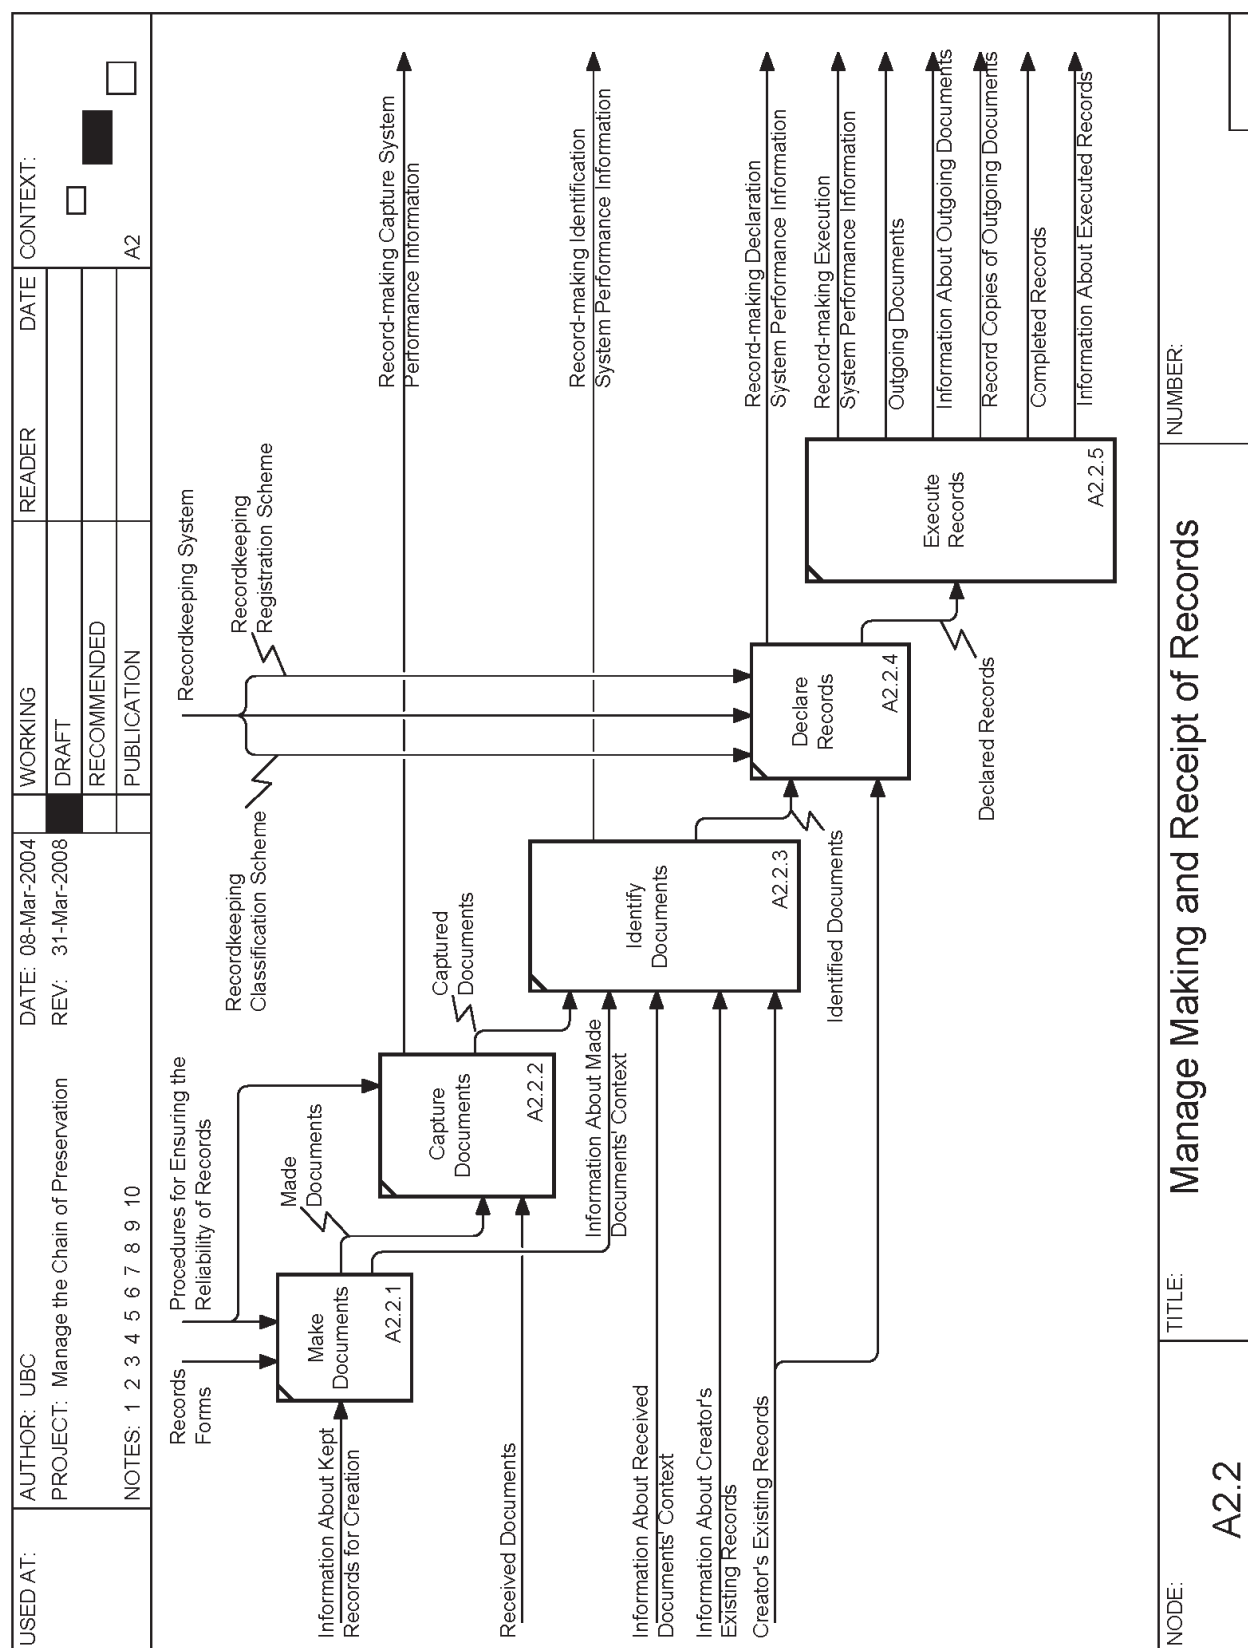 USED AT:
AUTHOR: UBC
PROJECT: Manage the Chain of Preservation
NOTES: 1 2 3 4 5 6 7 8 9 10
DATE: 08-Mar-2004
REV: 31-Mar-2008
WORKING
DRAFT
RECOMMENDED
PUBLICATION
READER
DATE
CONTEXT:
A2
Records
Forms
Procedures for Ensuring the
Reliability of Records
Recordkeeping
Classification Scheme
Recordkeeping System
Recordkeeping
Registration Scheme
Information About Kept
Records for Creation
Make
Documents
A2.2.1
Made
Documents
Record-making Capture System
Performance Information
Received Documents
Capture
Documents
A2.2.2
Captured
Documents
Information About Made
Documents' Context
Record-making Identification
System Performance Information
Information About Received
Documents' Context
Information About Creator's
Existing Records
Creator's Existing Records
Identify
Documents
A2.2.3
Identified Documents
Record-making Declaration
System Performance Information
Declare
Records
A2.2.4
Declared Records
Record-making Execution
System Performance Information
Outgoing Documents
Information About Outgoing Documents
Record Copies of Outgoing Documents
Completed Records
Information About Executed Records
Execute
Records
A2.2.5
NODE:
A2.2
TITLE:
Manage Making and Receipt of Records
NUMBER: